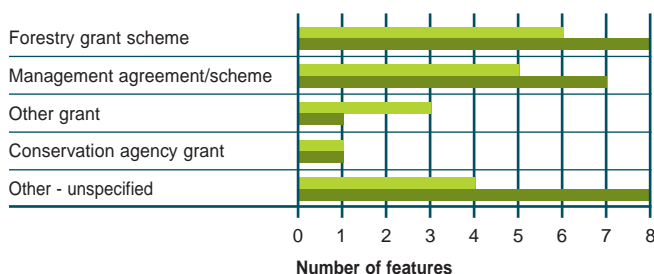 Forestry grant scheme
Management agreement/scheme
Other grant
Conservation agency grant
Other - unspecified
0 1 2 3 4 5 6 7 8
Number of features